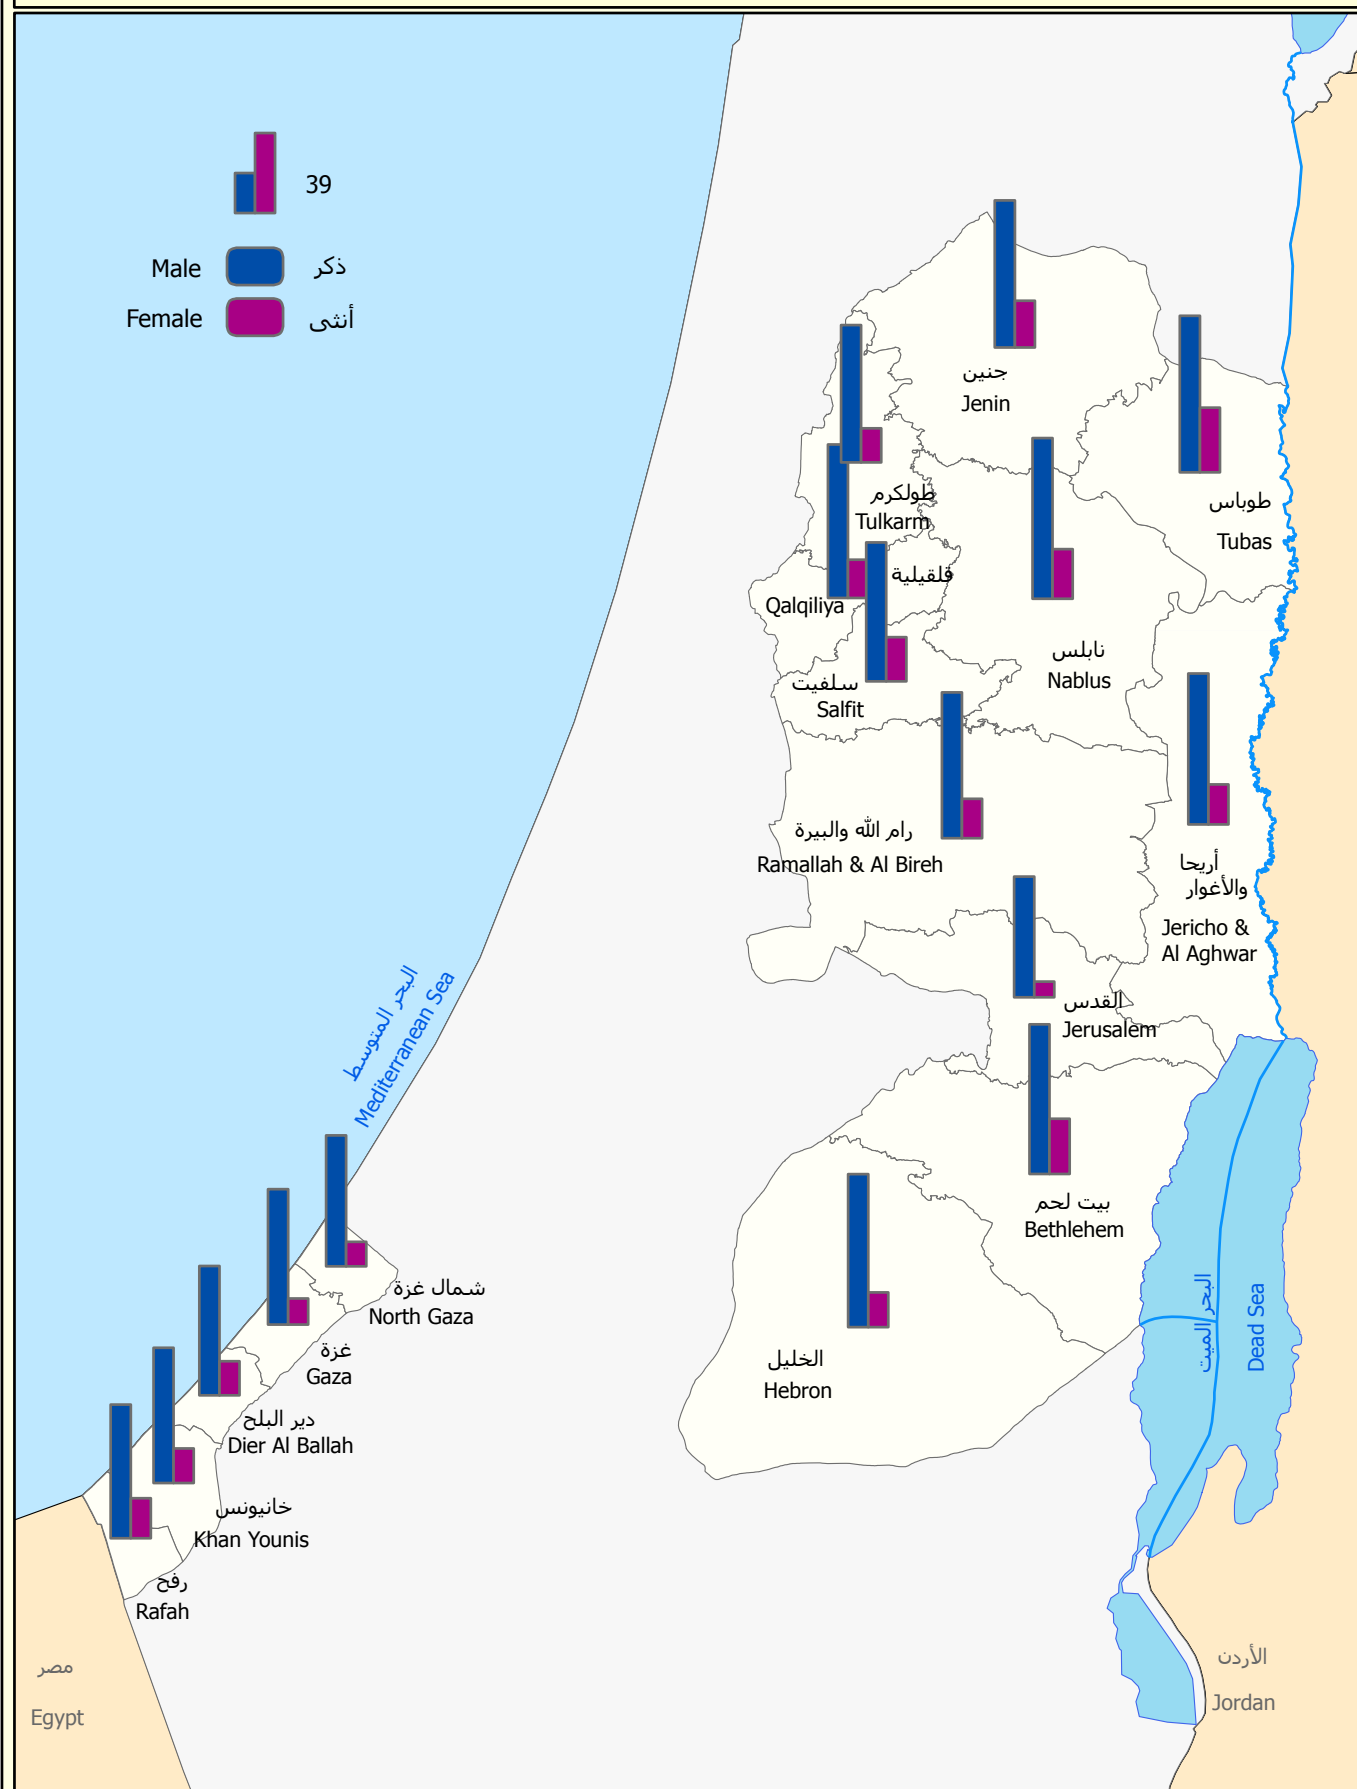 39
Male ذكر
Female أنثى
جنين
Jenin
طوباس
Tubas
طولكرم
Tulkarm
قلقيلية
Qalqiliya
نابلس
Nablus
سلفيت
Salfit
رام الله والبيرة
Ramallah & Al Bireh
أريحا
والأغوار
Jericho &
Al Aghwar
القدس
Jerusalem
البحر المتوسط
Mediterranean Sea
بيت لحم
Bethlehem
الخليل
Hebron
البحر الميت
Dead Sea
شمال غزة
North Gaza
غزة
Gaza
دير البلح
Dier Al Ballah
خانيونس
Khan Younis
رفح
Rafah
مصر
Egypt
الأردن
Jordan